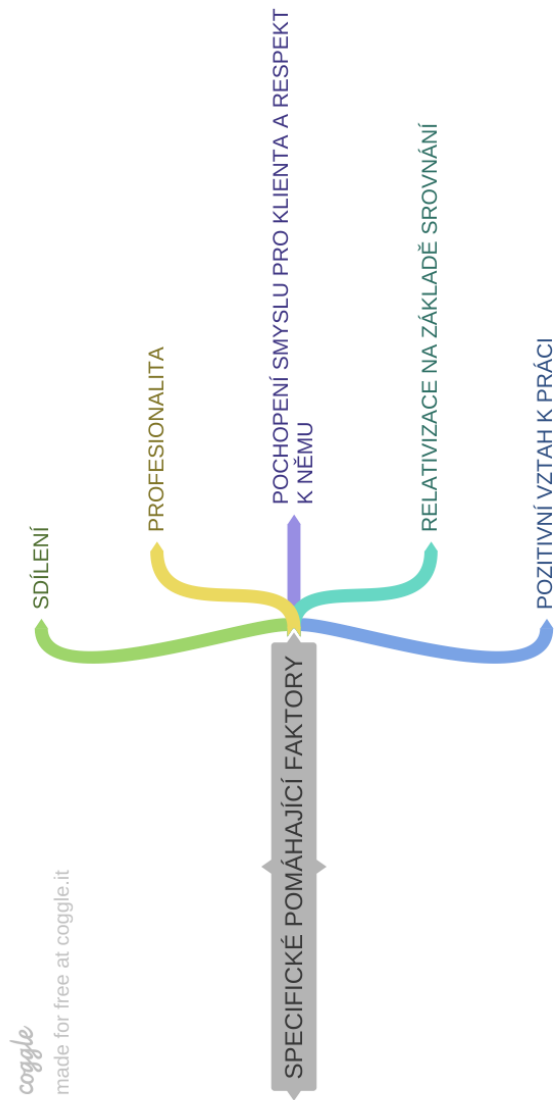 coggle
made for free at coggle.it
SPECIFICKÉ POMÁHAJÍCÍ FAKTORY
SDÍLENÍ
PROFESIONALITA
POCHOPENÍ SMYSLU PRO KLIENTA A RESPEKT
K NĚMU
RELATIVIZACE NA ZÁKLADĚ SROVNÁNÍ
POZITIVNÍ VZTAH K PRÁCI